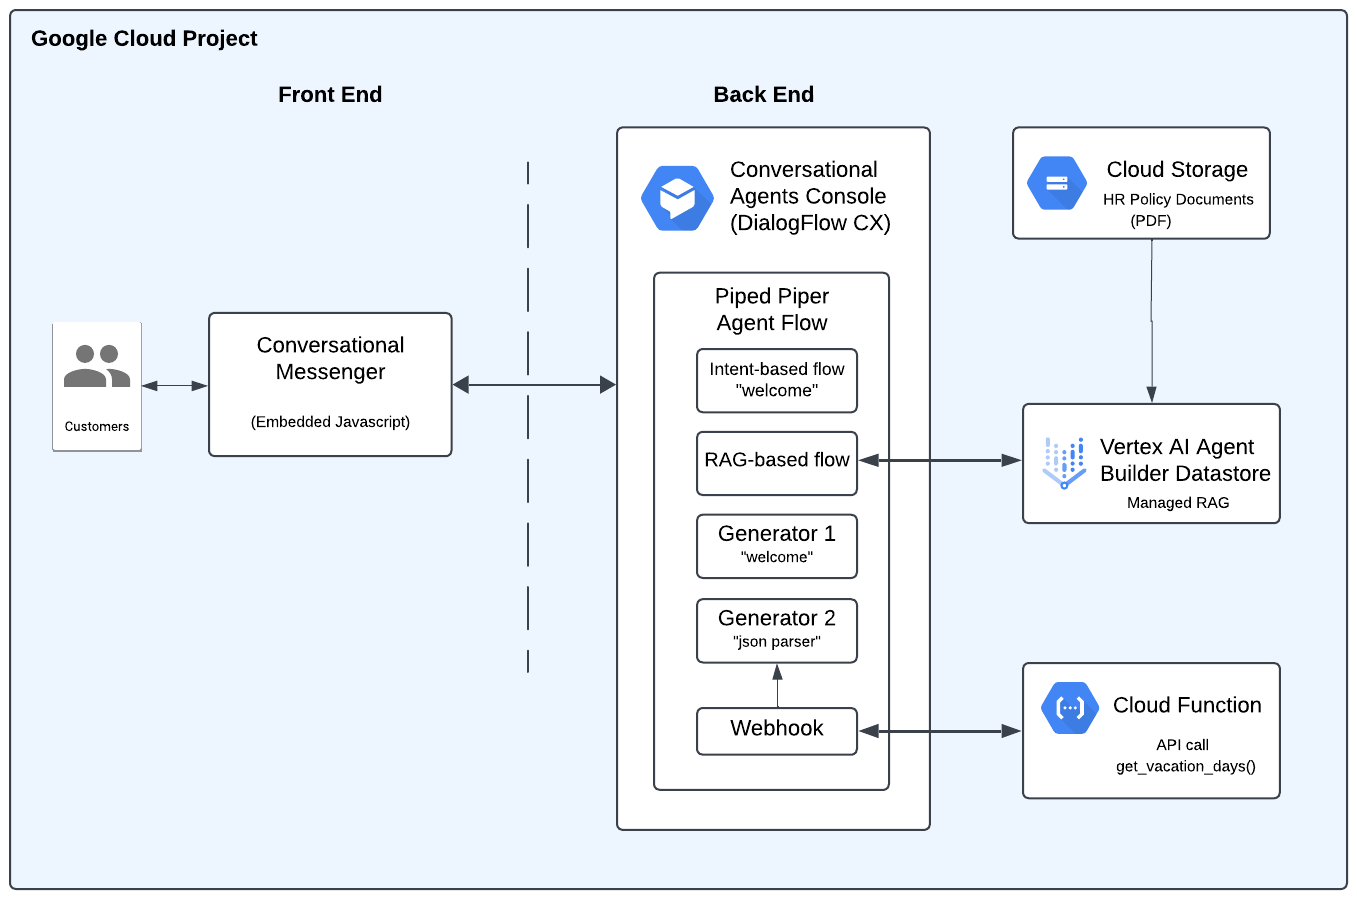 Google Cloud Project
Front End
Back End
Customers
Conversational
Messenger
(Embedded Javascript)
Conversational
Agents Console
(DialogFlow CX)
Piped Piper
Agent Flow
Intent-based flow
"welcome"
RAG-based flow
Generator 1
"welcome"
Generator 2
"json parser"
Webhook
Cloud Storage
HR Policy Documents
(PDF)
Vertex AI Agent
Builder Datastore
Managed RAG
Cloud Function
API call
get_vacation_days()